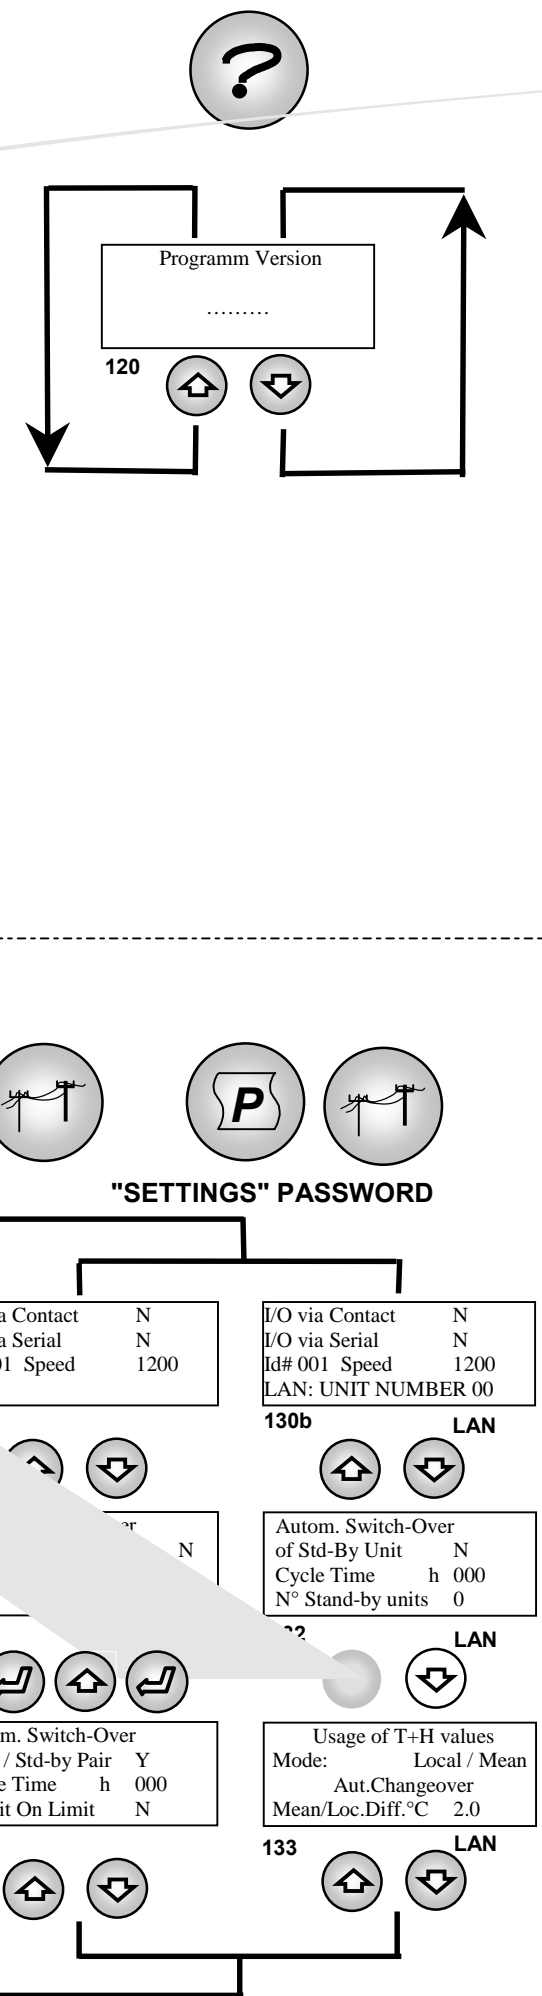 ?
Programm Version
………
120
P
"SETTINGS" PASSWORD
a Contact N
a Serial N
01 Speed 1200
I/O via Contact N
I/O via Serial N
Id# 001 Speed 1200
LAN: UNIT NUMBER 00
130b LAN
N
Autom. Switch-Over
of Std-By Unit N
Cycle Time h 000
N° Stand-by units 0
LAN
m. Switch-Over
/ Std-by Pair Y
e Time h 000
it On Limit N
Usage of T+H values
Mode: Local / Mean
Aut.Changeover
Mean/Loc.Diff.°C 2.0
133 LAN